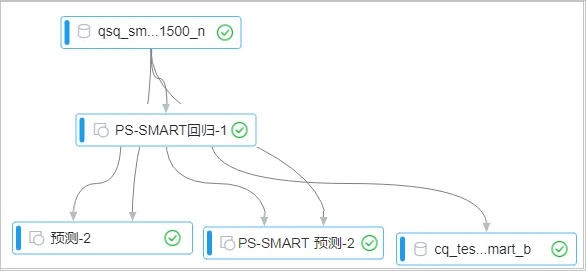 qsq_sm...1500_n
PS-SMART回归-1
预测-2
PS-SMART 预测-2
cq_tes...mart_b